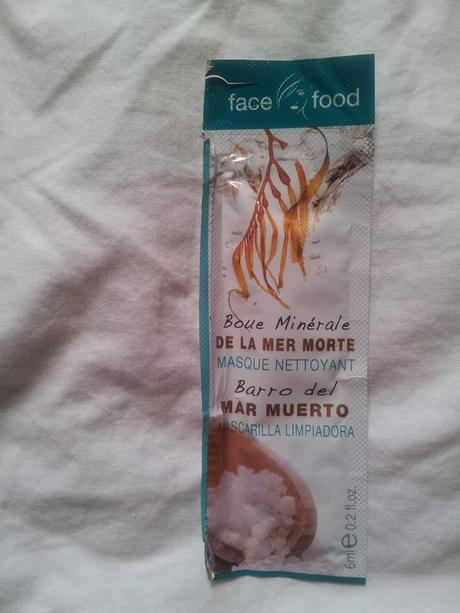 face food
Boue Minérale
DE LA MER MORTE
MASQUE NETTOYANT
Barro del
MAR MUERTO
MASCARILLA LIMPIADORA
6ml e 0.2 fl.oz.